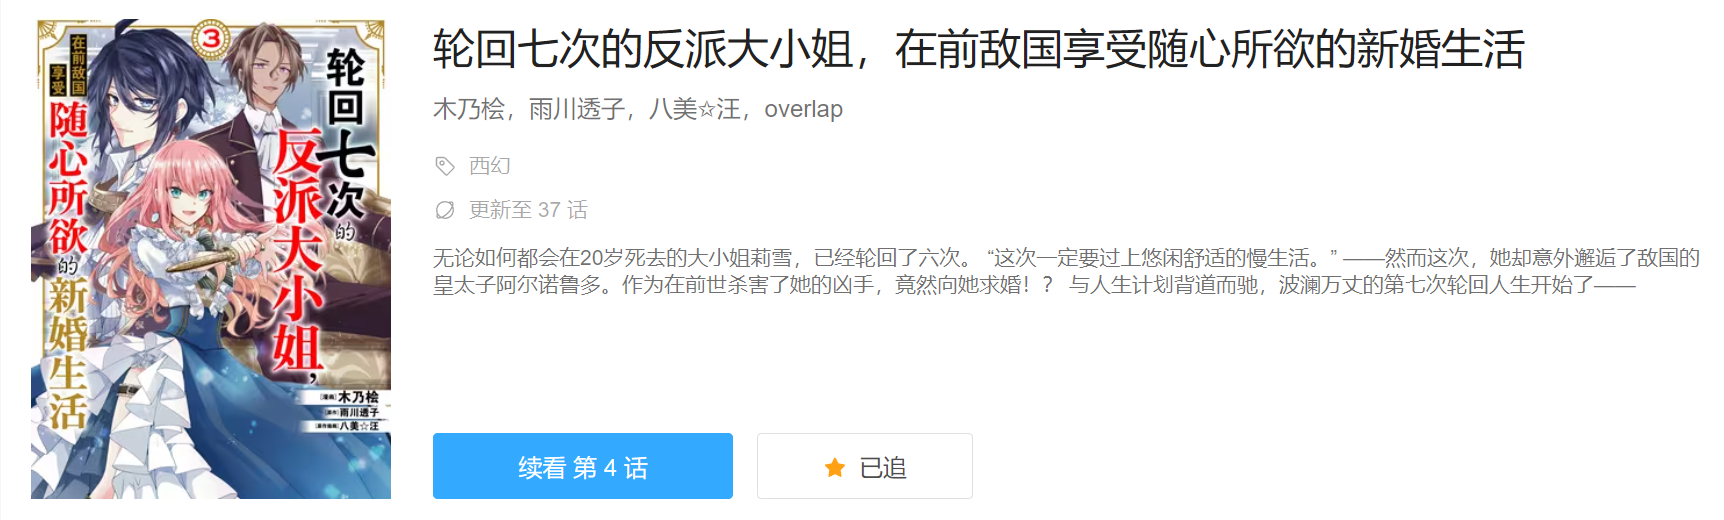 3
轮回七次的
反派大小姐，
在前敌国
享受
随心所欲的新婚生活
［漫画］木乃桧
［原作］雨川透子
［原作插画］八美☆汪
轮回七次的反派大小姐，在前敌国享受随心所欲的新婚生活
木乃桧，雨川透子，八美☆汪，overlap
西幻
更新至 37 话
无论如何都会在20岁死去的大小姐莉雪，已经轮回了六次。 “这次一定要过上悠闲舒适的慢生活。” ——然而这次，她却意外邂逅了敌国的
皇太子阿尔诺鲁多。作为在前世杀害了她的凶手，竟然向她求婚！？ 与人生计划背道而驰，波澜万丈的第七次轮回人生开始了——
续看 第 4 话
已追